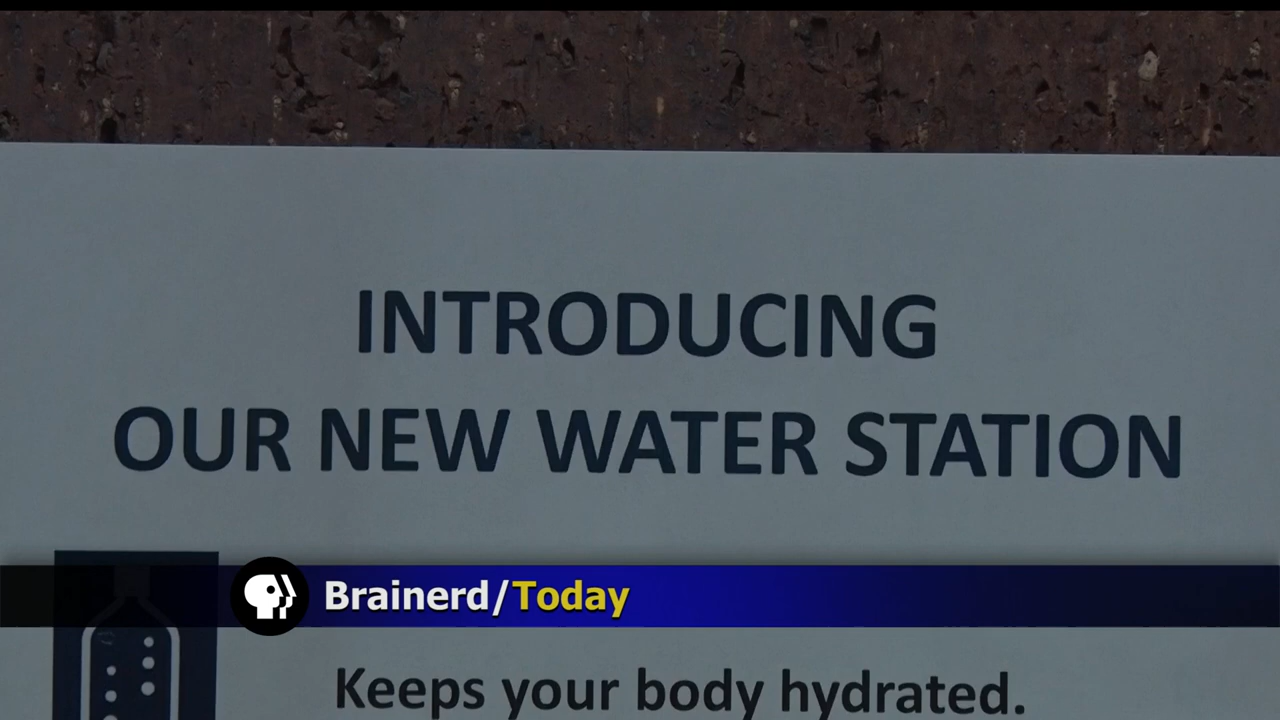 INTRODUCING
OUR NEW WATER STATION
Brainerd/Today
Keeps your body hydrated.